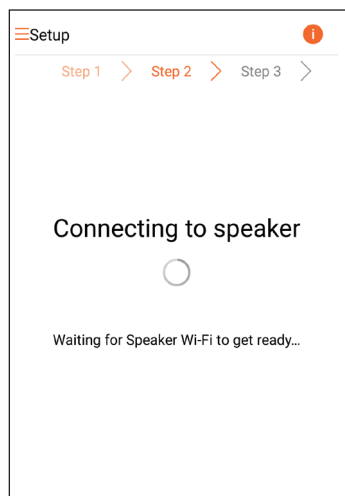 Setup
i
Step 1 Step 2 Step 3
Connecting to speaker
Waiting for Speaker Wi-Fi to get ready...